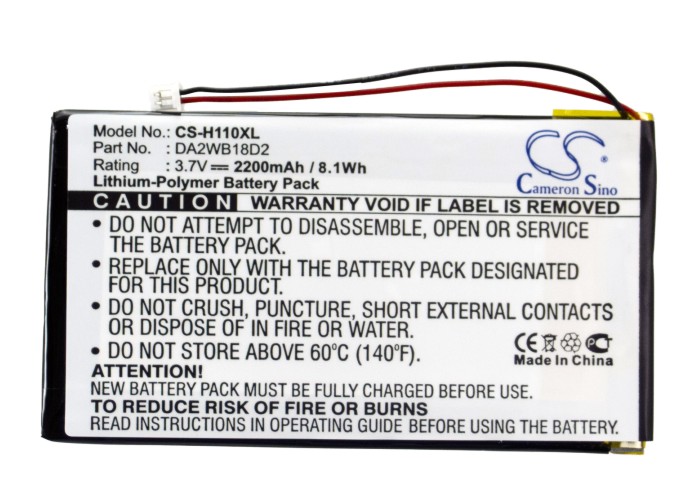 Model No.: CS-H110XL
Part No. : DA2WB18D2
Rating : 3.7V 2200mAh / 8.1Wh
Lithium-Polymer Battery Pack
CS
Cameron Sino
CAUTION WARRANTY VOID IF LABEL IS REMOVED
• DO NOT ATTEMPT TO DISASSEMBLE, OPEN OR SERVICE
THE BATTERY PACK.
• REPLACE ONLY WITH THE BATTERY PACK DESIGNATED
FOR THIS PRODUCT.
• DO NOT CRUSH, PUNCTURE, SHORT EXTERNAL CONTACTS
OR DISPOSE OF IN FIRE OR WATER.
• DO NOT STORE ABOVE 60°C (140°F).
CE
Made In China
ATTENTION!
NEW BATTERY PACK MUST BE FULLY CHARGED BEFORE USE.
TO REDUCE RISK OF FIRE OR BURNS
READ INSTRUCTIONS IN OPERATING GUIDE BEFORE USING THE BATTERY.